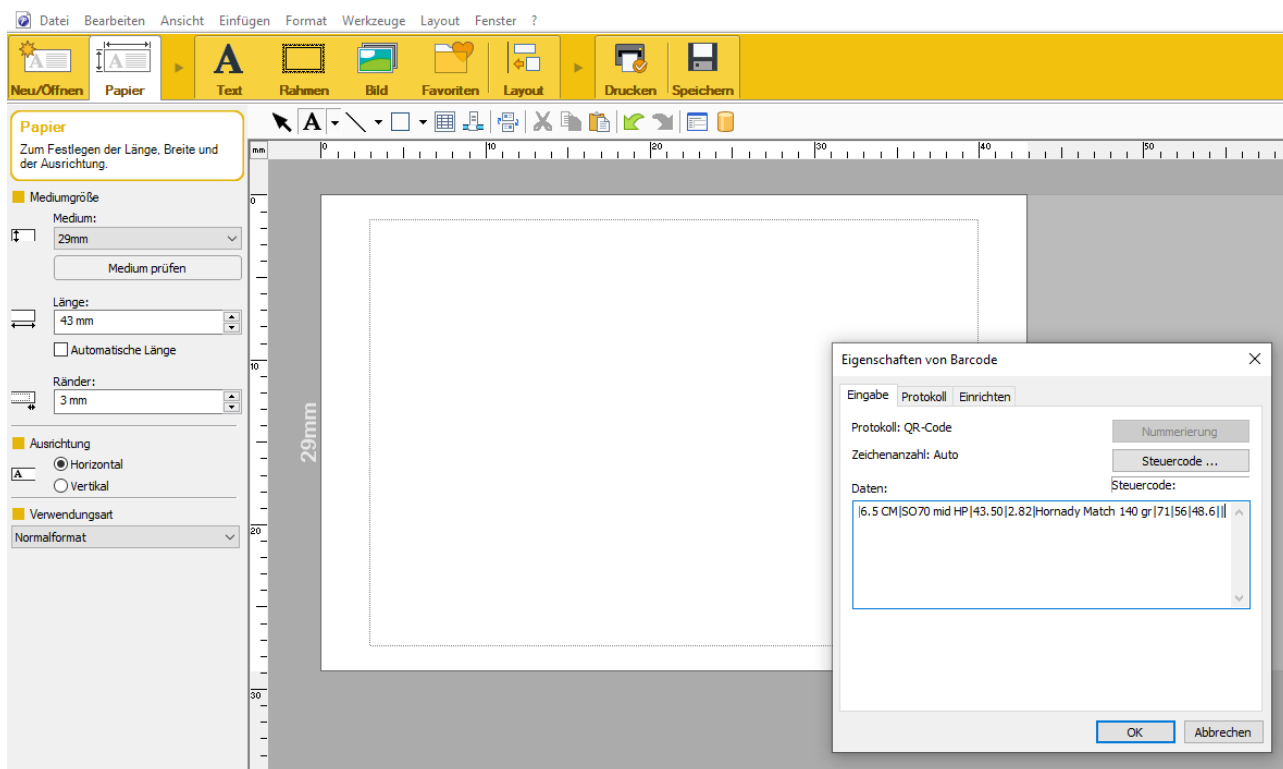 Datei Bearbeiten Ansicht Einfügen Format Werkzeuge Layout Fenster ?
Neu/Öffnen Papier Text Rahmen Bild Favoriten Layout Drucken Speichern
Papier
Zum Festlegen der Länge, Breite und
der Ausrichtung.
mm 0 10 20 30 40 50
Mediumgröße
Medium:
29mm
Medium prüfen
Länge:
43 mm
Automatische Länge
Ränder:
3 mm
Ausrichtung
Horizontal
Vertikal
Verwendungsart
Normalformat
0
10
20
30
29mm
Eigenschaften von Barcode
Eingabe Protokoll Einrichten
Protokoll: QR-Code
Nummerierung
Zeichenanzahl: Auto
Steuercode ...
Daten:
Steuercode:
|6.5 CM|SO70 mid HP|43.50|2.82|Hornady Match 140 gr|71|56|48.6||
OK Abbrechen